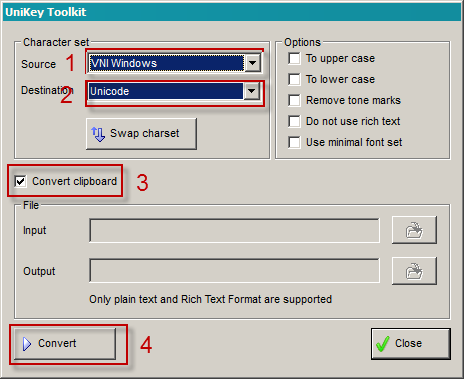 UniKey Toolkit
Character set
Options
1
Source
VNI Windows
To upper case
2
Destination
Unicode
To lower case
Remove tone marks
Swap charset
Do not use rich text
Use minimal font set
Convert clipboard
3
File
Input
Output
Only plain text and Rich Text Format are supported
Convert
4
Close